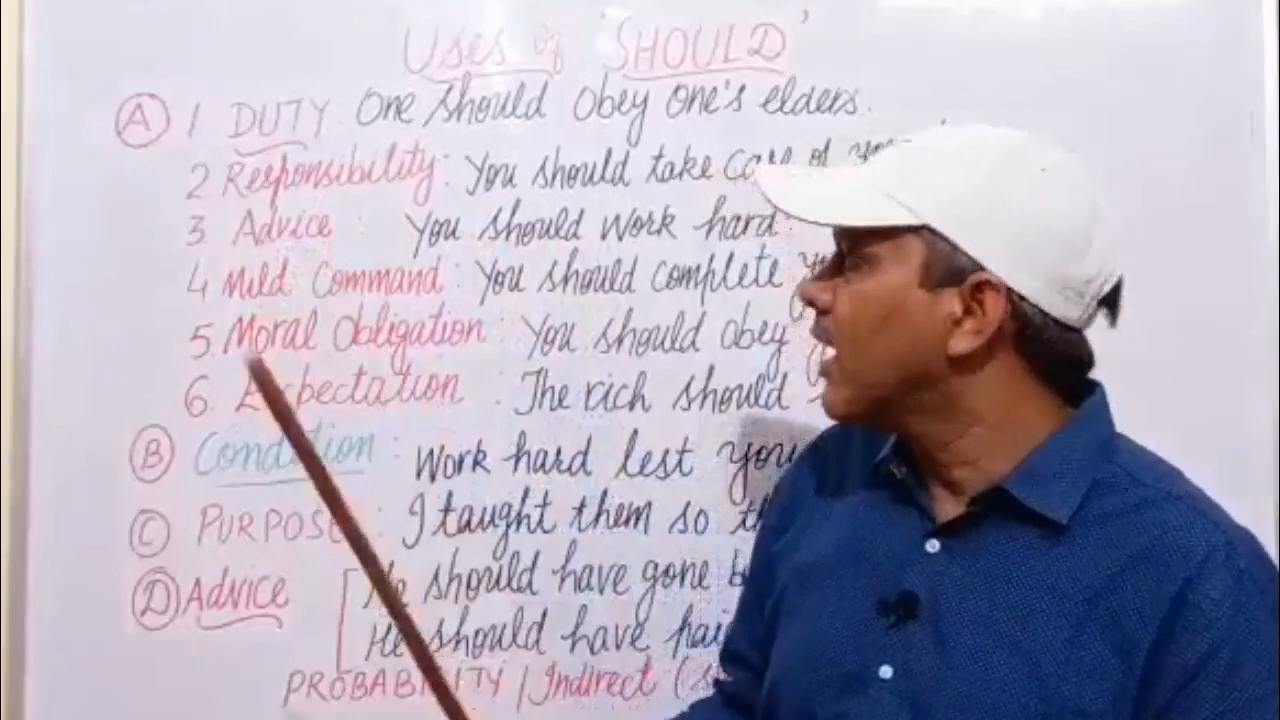 Uses of 'SHOULD'
A 1 DUTY One should obey one's elders.
2 Responsibility: You should take care of
3 Advice : You should work hard
4 Mild Command : You should complete
5 Moral Obligation : You should obey
6. Expectation : The rich should
B Condition : Work hard lest you
C PURPOSE : I taught them so
D Advice He should have gone
He should have
PROBABILITY / Indirect